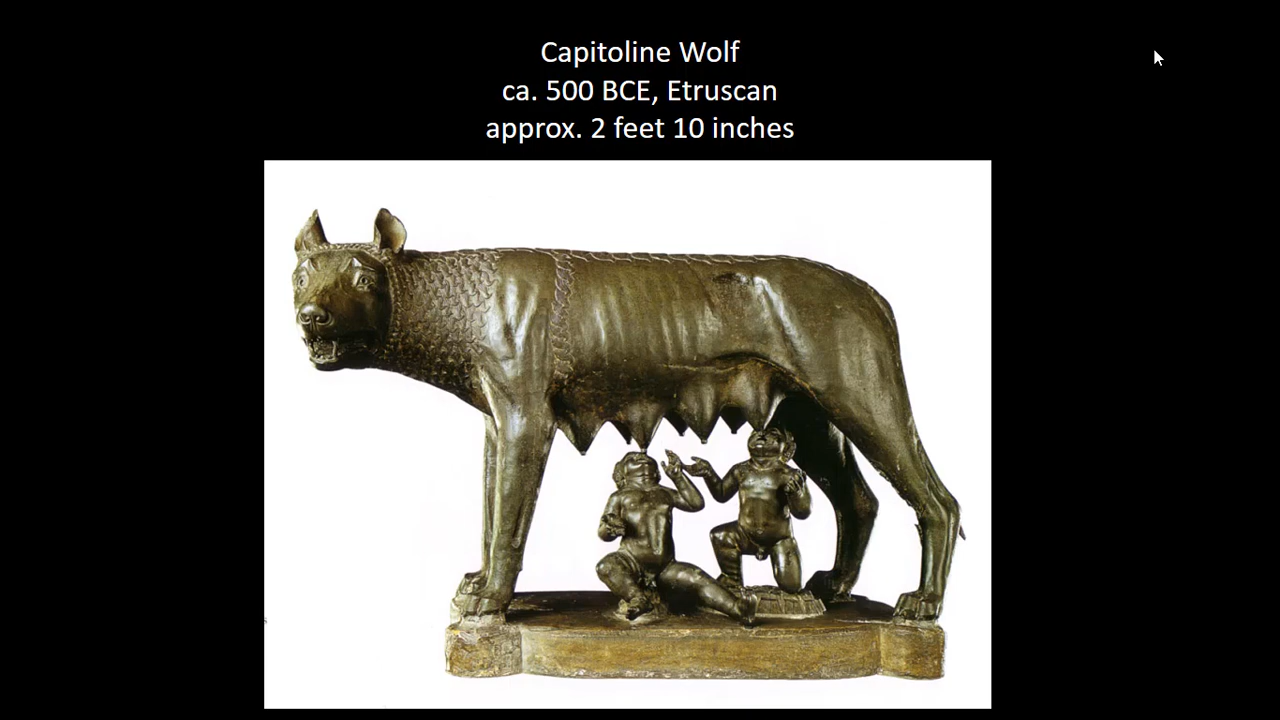 Capitoline Wolf
ca. 500 BCE, Etruscan
approx. 2 feet 10 inches